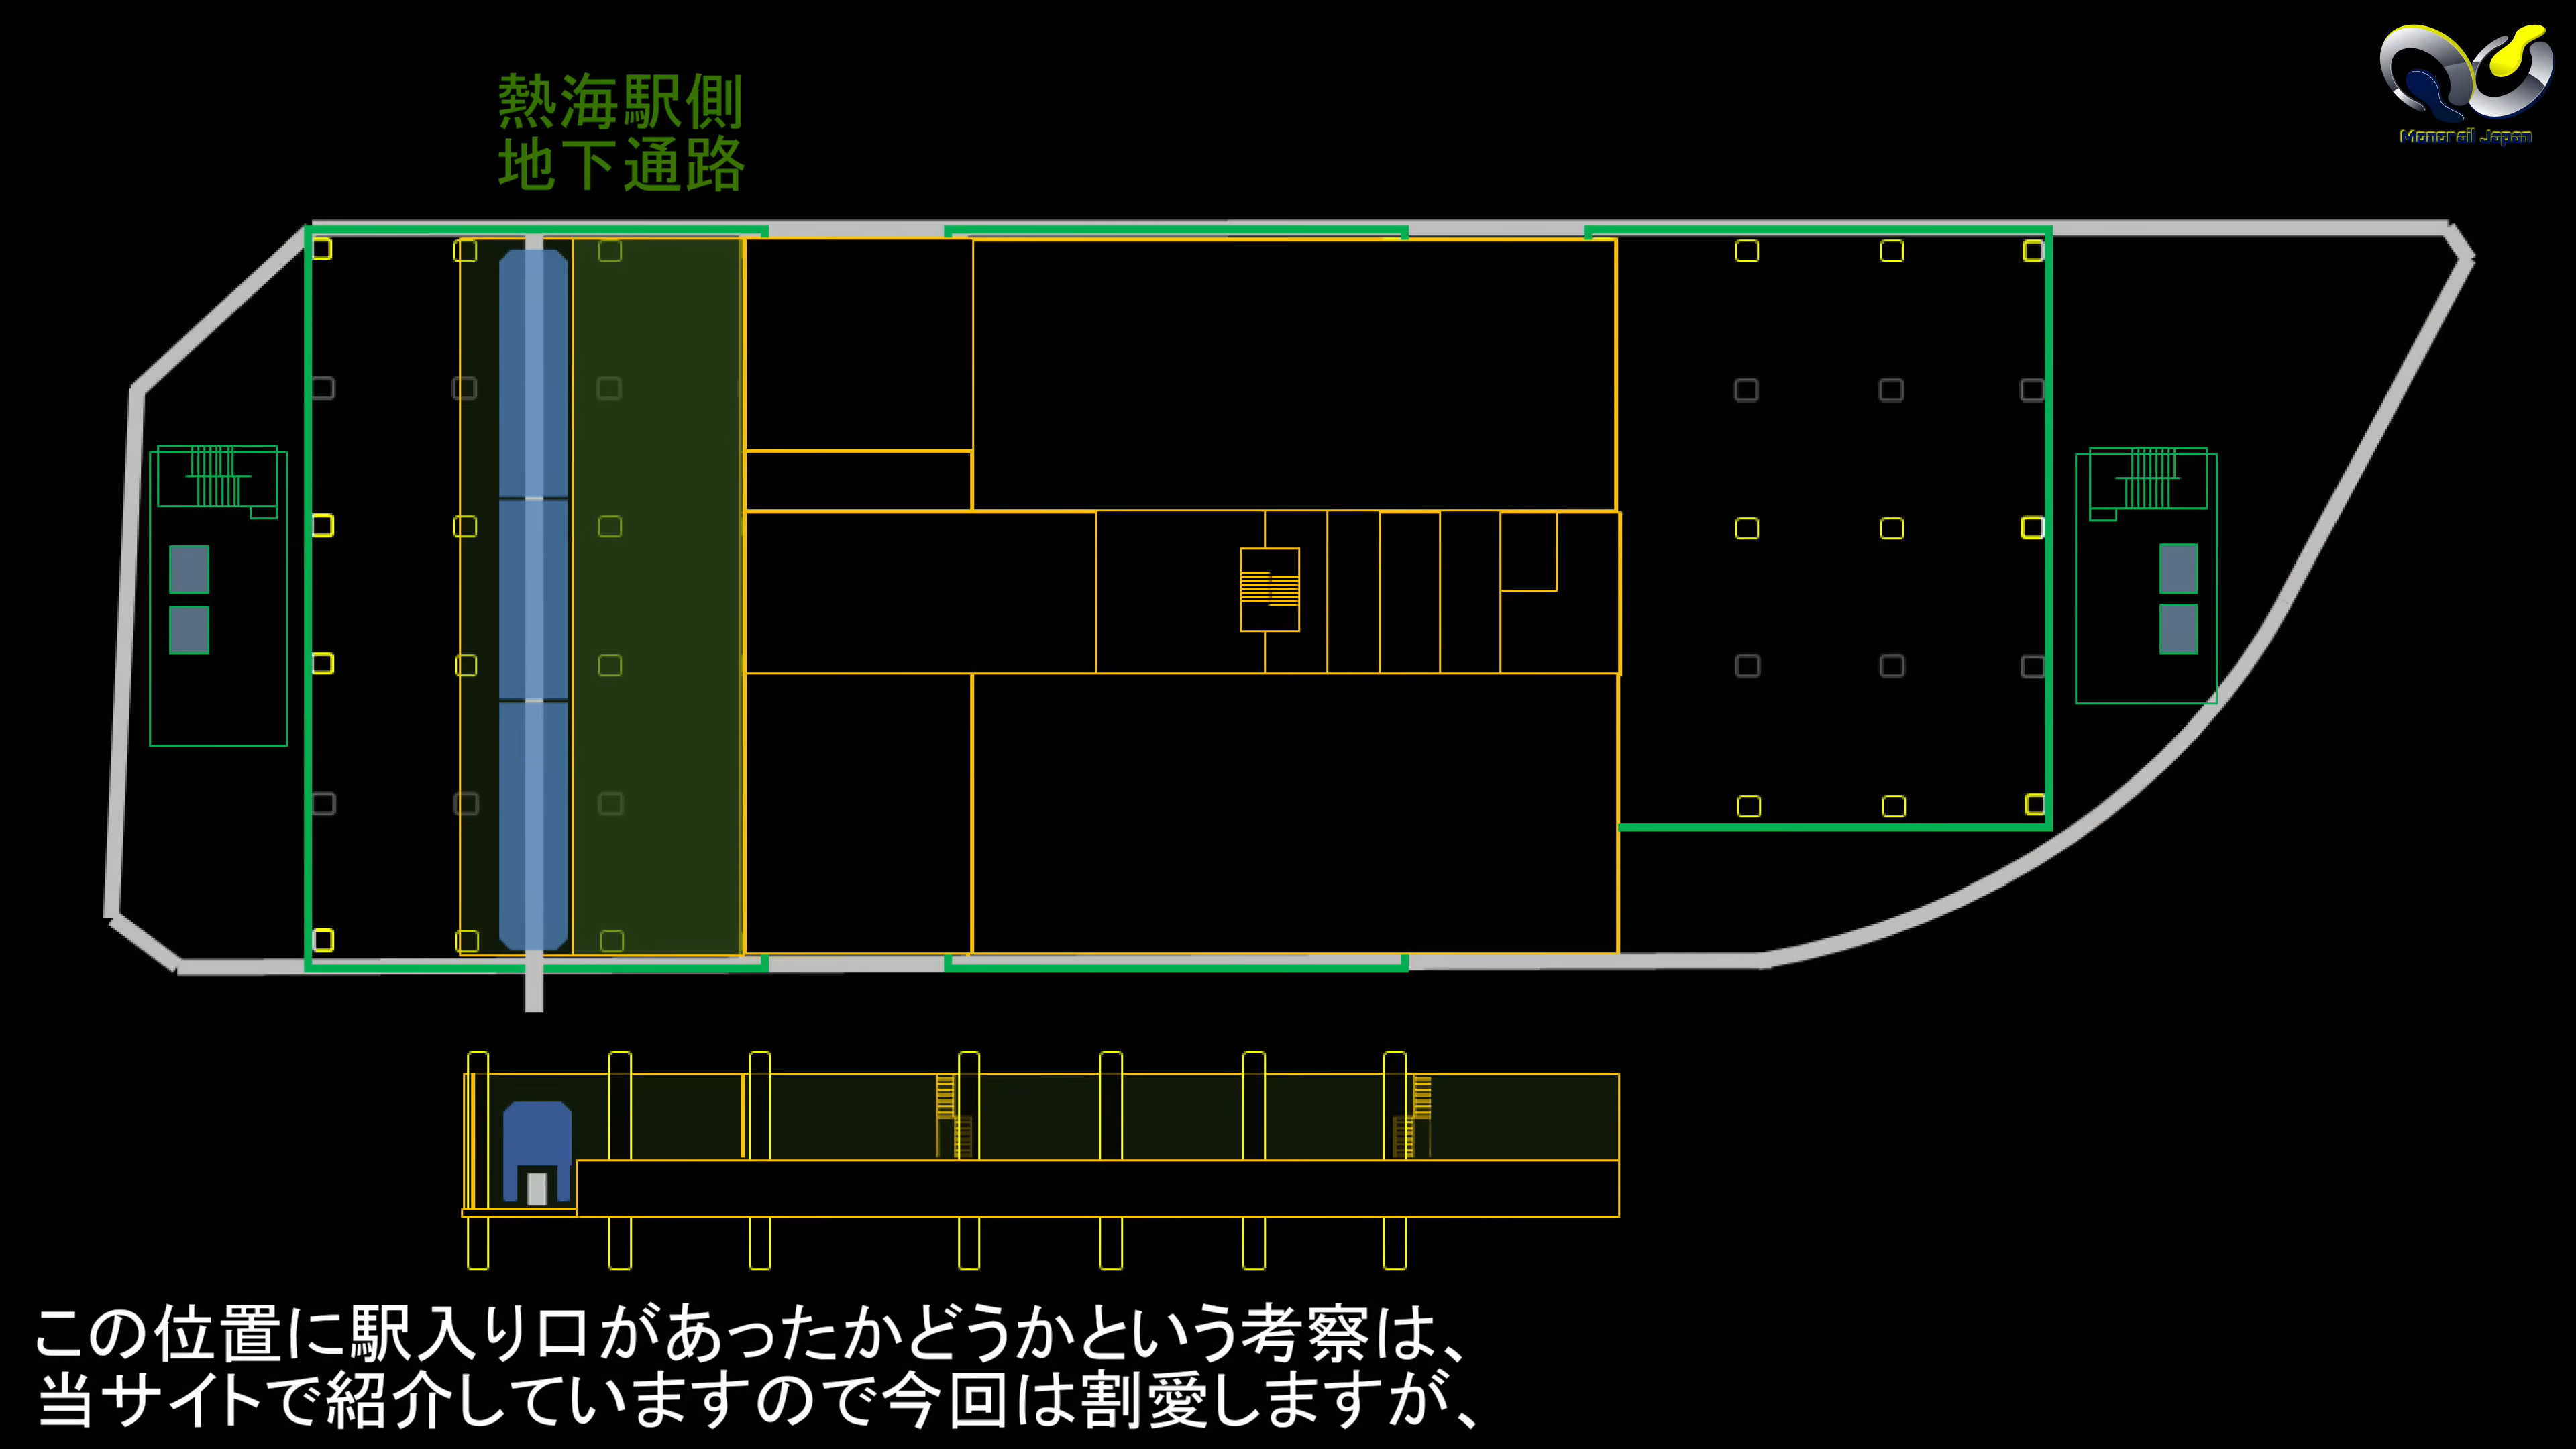 Monorail Japan
熱海駅側
地下通路
この位置に駅入り口があったかどうかという考察は、
当サイトで紹介していますので今回は割愛しますが、